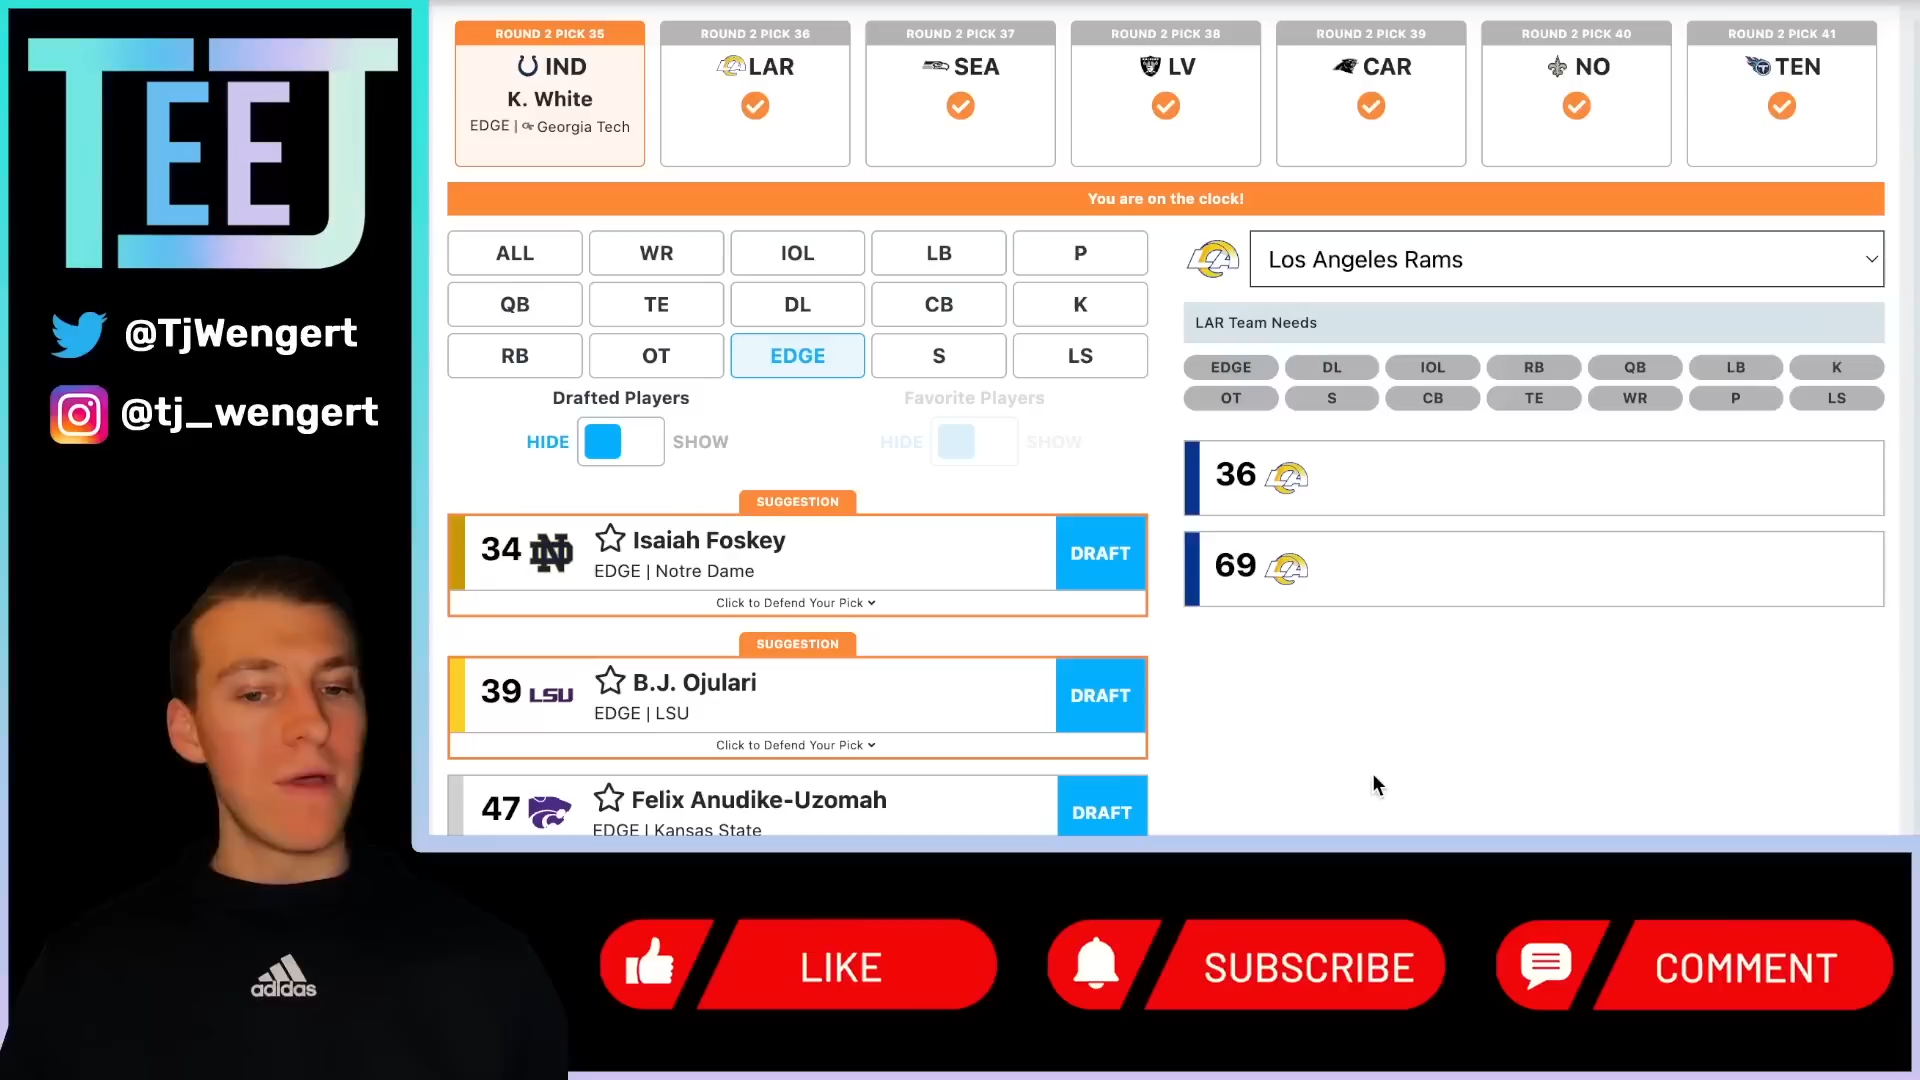 TEEJ
@TjWengert
@tj_wengert
adidas
ROUND 2 PICK 35
IND
K. White
EDGE | GT Georgia Tech
ROUND 2 PICK 36
LAR
ROUND 2 PICK 37
SEA
ROUND 2 PICK 38
LV
ROUND 2 PICK 39
CAR
ROUND 2 PICK 40
NO
ROUND 2 PICK 41
TEN
You are on the clock!
ALL WR IOL LB P
QB TE DL CB K
RB OT EDGE S LS
Drafted Players
HIDE SHOW
Favorite Players
HIDE SHOW
SUGGESTION
34 ND Isaiah Foskey
EDGE | Notre Dame
DRAFT
Click to Defend Your Pick
SUGGESTION
39 LSU B.J. Ojulari
EDGE | LSU
DRAFT
Click to Defend Your Pick
47 Felix Anudike-Uzomah
EDGE | Kansas State
DRAFT
LA Los Angeles Rams
LAR Team Needs
EDGE DL IOL RB QB LB K
OT S CB TE WR P LS
36 LA
69 LA
LIKE
SUBSCRIBE
COMMENT